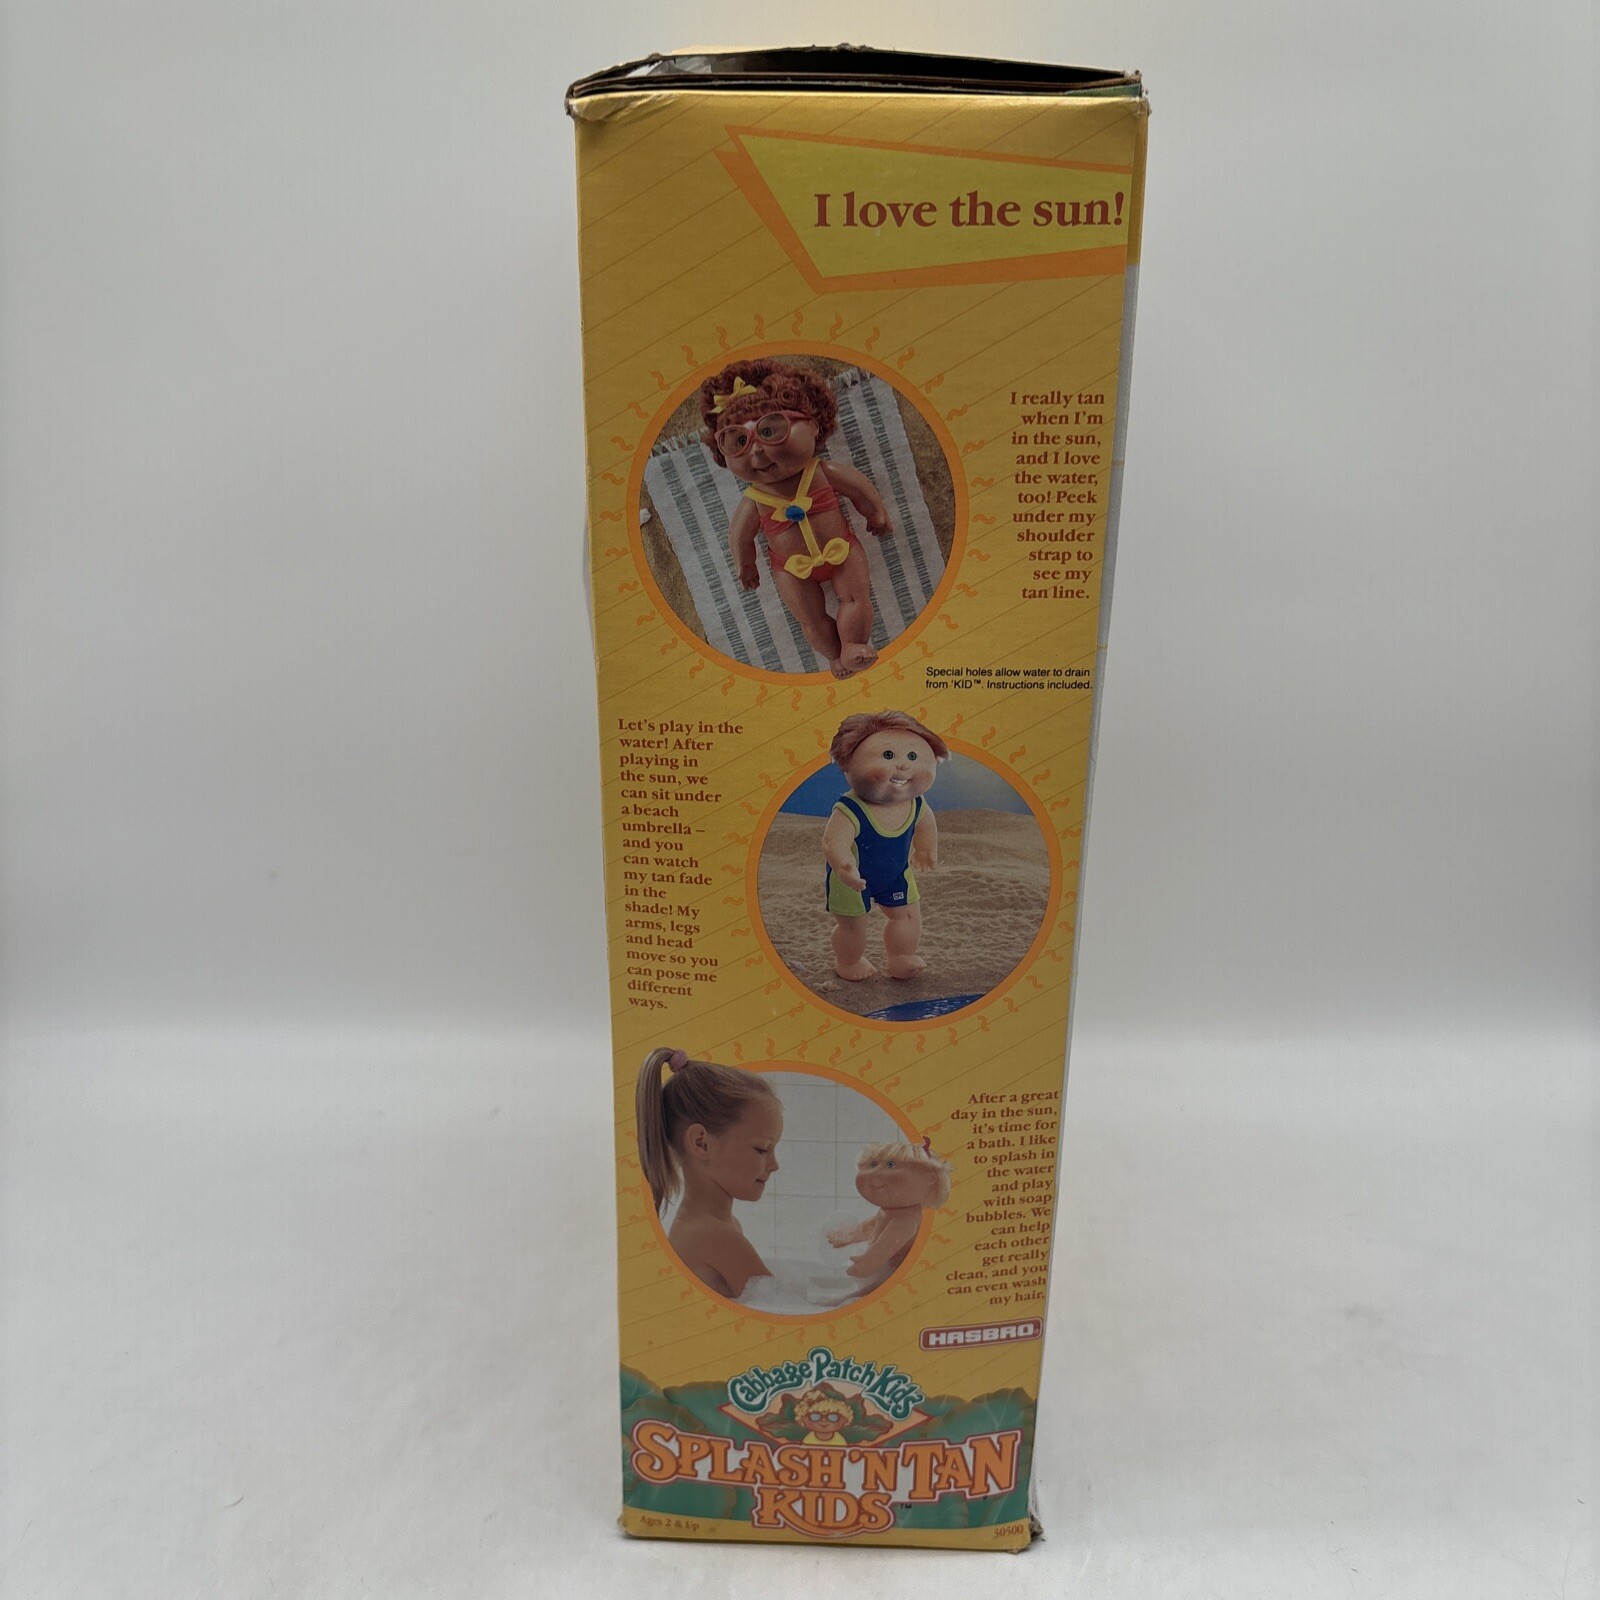 I love the sun!
I really tan
when I'm
in the sun,
and I love
the water,
too! Peek
under my
shoulder
strap to
see my
tan line.
Special holes allow water to drain
from 'KID™. Instructions included.
Let's play in the
water! After
playing in
the sun, we
can sit under
a beach
umbrella –
and you
can watch
my tan fade
in the
shade! My
arms, legs
and head
move so you
can pose me
different
ways.
After a great
day in the sun,
it's time for
a bath. I like
to splash in
the water
and play
with soap
bubbles. We
can help
each other
get really
clean, and you
can even wash
my hair.
HASBRO
Cabbage Patch Kids
SPLASH 'N TAN
KIDS™
Ages 2 & Up
30500